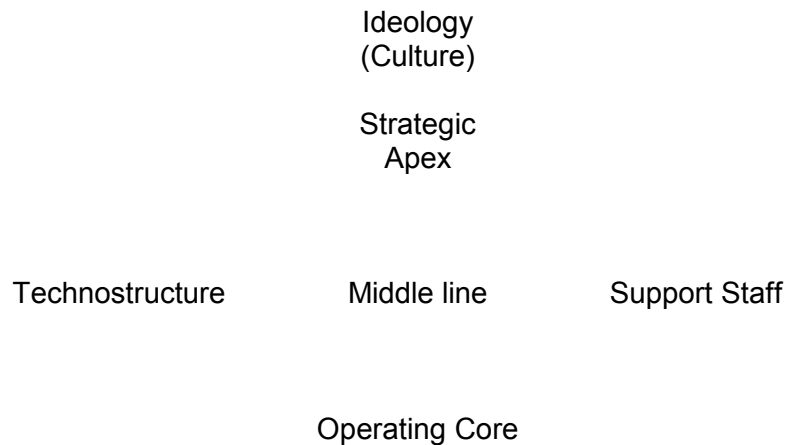 Ideology
(Culture)
Strategic
Apex
Technostructure Middle line Support Staff
Operating Core